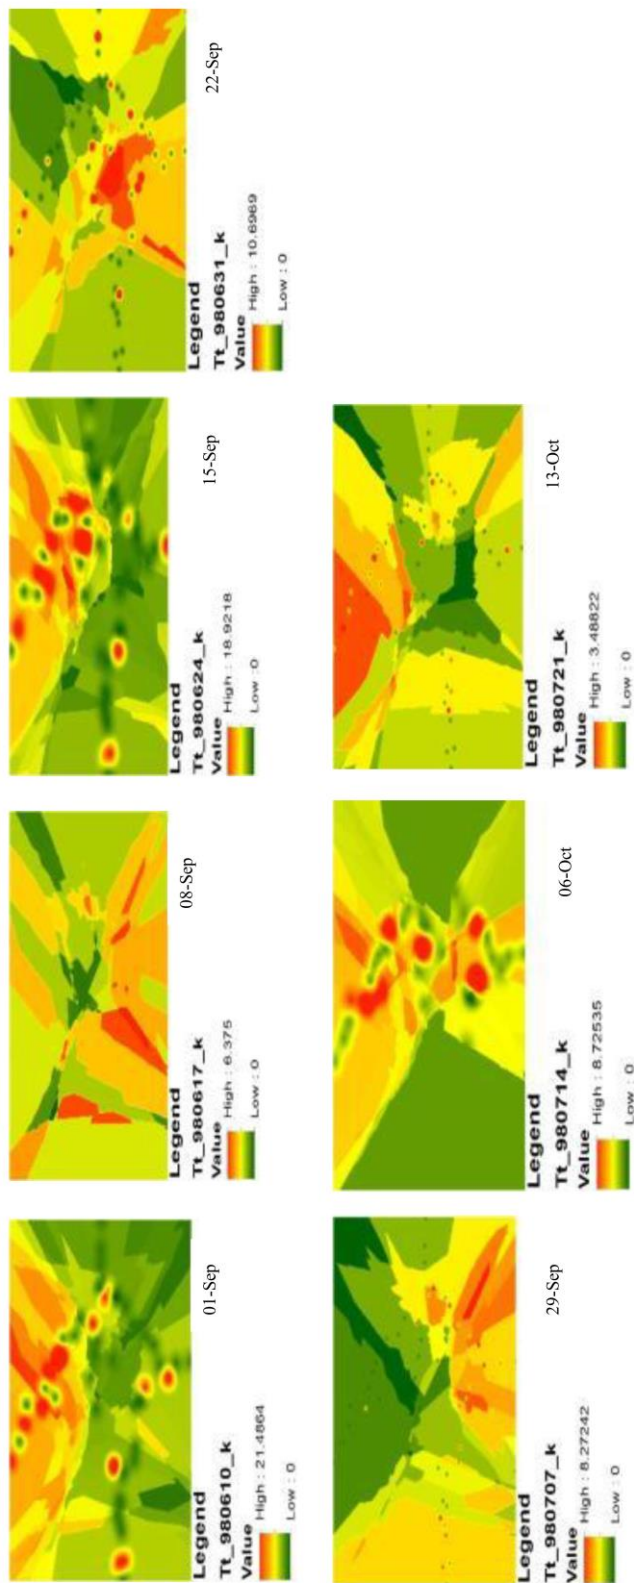 Legend
Tt_980610_k
Value
High : 21.4864
Low : 0
01-Sep
Legend
Tt_980617_k
Value
High : 6.375
Low : 0
08-Sep
Legend
Tt_980624_k
Value
High : 18.9218
Low : 0
15-Sep
Legend
Tt_980631_k
Value
High : 10.6969
Low : 0
22-Sep
Legend
Tt_980707_k
Value
High : 8.27242
Low : 0
29-Sep
Legend
Tt_980714_k
Value
High : 8.72535
Low : 0
06-Oct
Legend
Tt_980721_k
Value
High : 3.48822
Low : 0
13-Oct